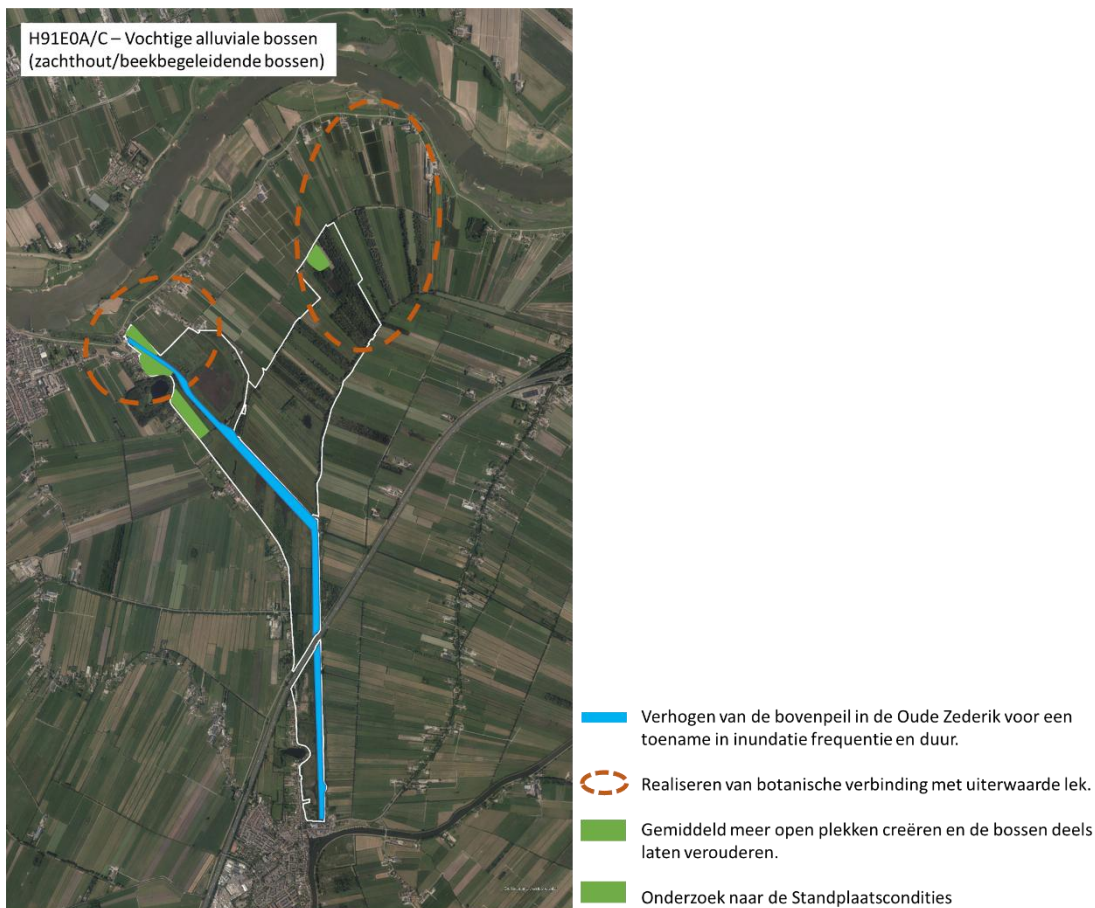 H91E0A/C – Vochtige alluviale bossen
(zachthout/beekbegeleidende bossen)
Verhogen van de bovenpeil in de Oude Zederik voor een
toename in inundatie frequentie en duur.
Realiseren van botanische verbinding met uiterwaarde lek.
Gemiddeld meer open plekken creëren en de bossen deels
laten verouderen.
Onderzoek naar de Standplaatscondities